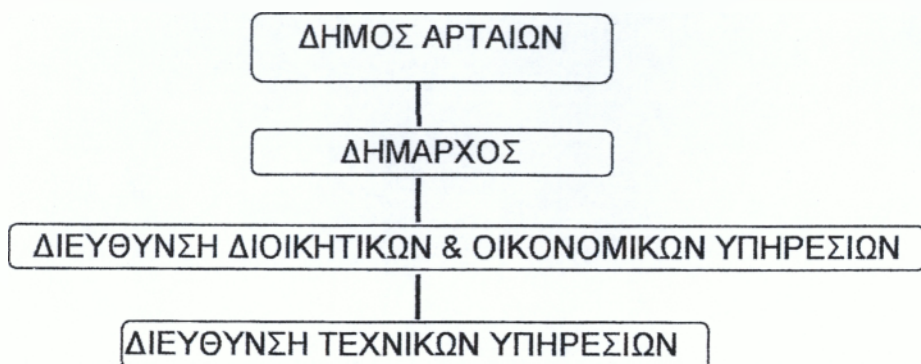 ΔΗΜΟΣ ΑΡΤΑΙΩΝ
ΔΗΜΑΡΧΟΣ
ΔΙΕΥΘΥΝΣΗ ΔΙΟΙΚΗΤΙΚΩΝ & ΟΙΚΟΝΟΜΙΚΩΝ ΥΠΗΡΕΣΙΩΝ
ΔΙΕΥΘΥΝΣΗ ΤΕΧΝΙΚΩΝ ΥΠΗΡΕΣΙΩΝ